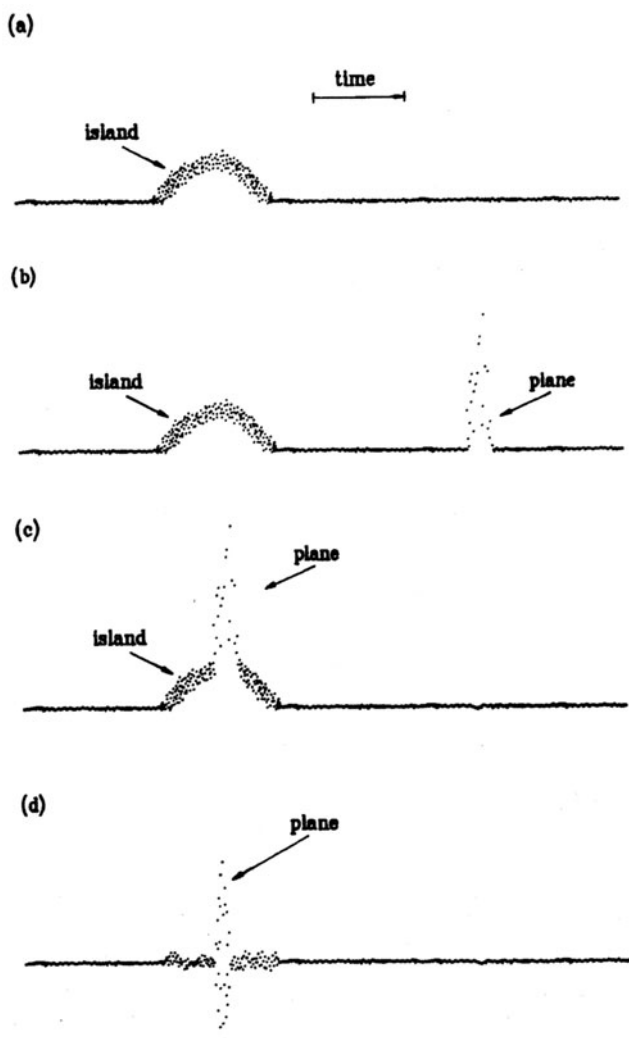 (a)
time
island
(b)
island
plane
(c)
plane
island
(d)
plane